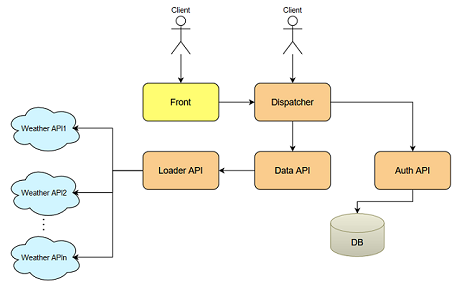 Client
Client
Front
Dispatcher
Weather API1
Loader API
Data API
Auth API
Weather API2
DB
Weather APIn